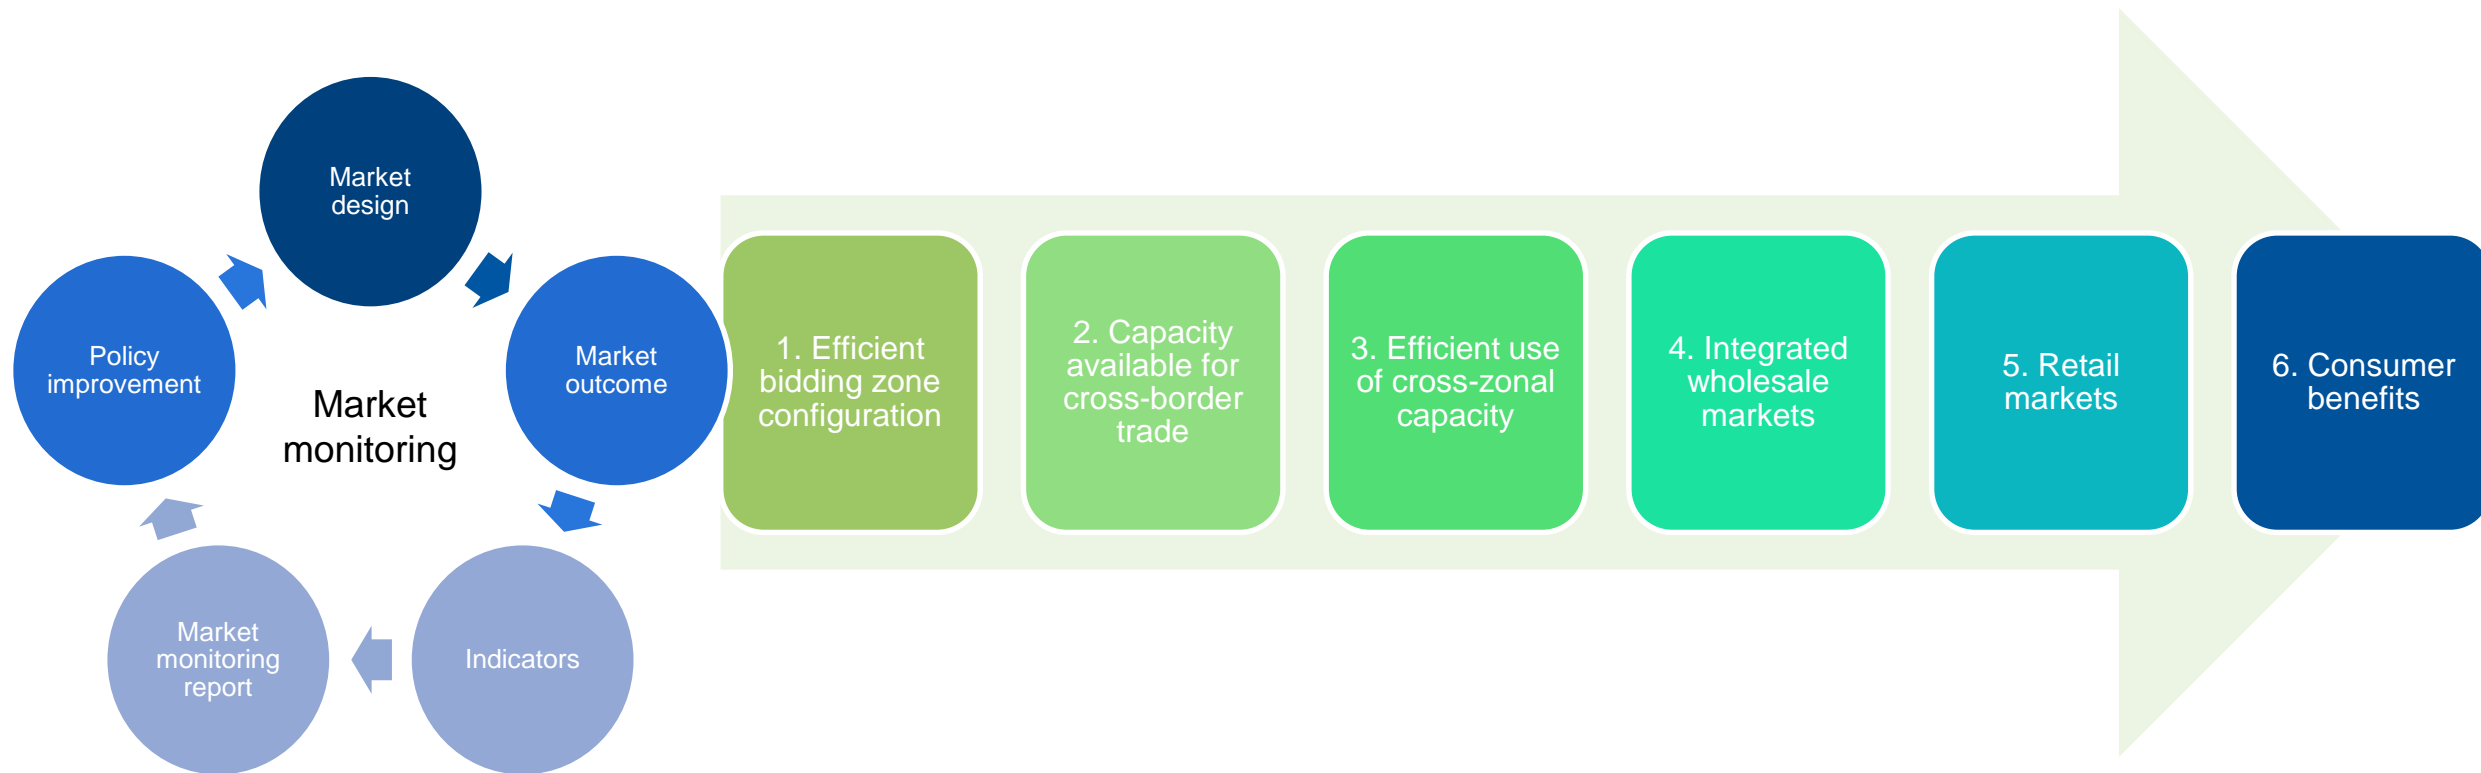 Market
design
Market
outcome
Indicators
Market
monitoring
report
Policy
improvement
Market
monitoring
1. Efficient
bidding zone
configuration
2. Capacity
available for
cross-border
trade
3. Efficient use
of cross-zonal
capacity
4. Integrated
wholesale
markets
5. Retail
markets
6. Consumer
benefits